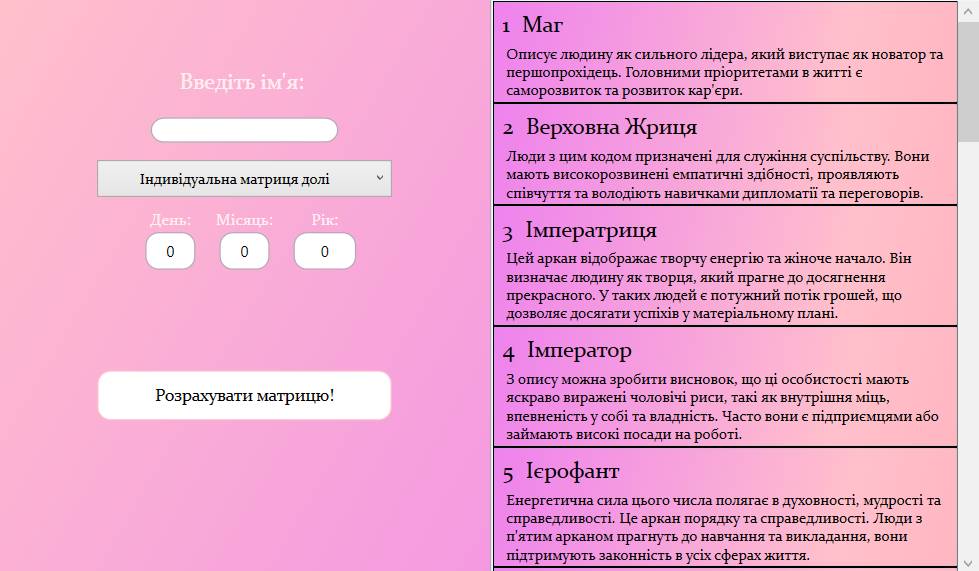 Введіть ім'я:
Індивідуальна матриця долі
День: Місяць: Рік:
0 0 0
Розрахувати матрицю!
1 Маг
Описує людину як сильного лідера, який виступає як новатор та
першопрохідець. Головними пріоритетами в житті є
саморозвиток та розвиток кар'єри.
2 Верховна Жриця
Люди з цим кодом призначені для служіння суспільству. Вони
мають високорозвинені емпатичні здібності, проявляють
співчуття та володіють навичками дипломатії та переговорів.
3 Імператриця
Цей аркан відображає творчу енергію та жіноче начало. Він
визначає людину як творця, який прагне до досягнення
прекрасного. У таких людей є потужний потік грошей, що
дозволяє досягати успіхів у матеріальному плані.
4 Імператор
З опису можна зробити висновок, що ці особистості мають
яскраво виражені чоловічі риси, такі як внутрішня міць,
впевненість у собі та владність. Часто вони є підприємцями або
займають високі посади на роботі.
5 Ієрофант
Енергетична сила цього числа полягає в духовності, мудрості та
справедливості. Це аркан порядку та справедливості. Люди з
п'ятим арканом прагнуть до навчання та викладання, вони
підтримують законність в усіх сферах життя.